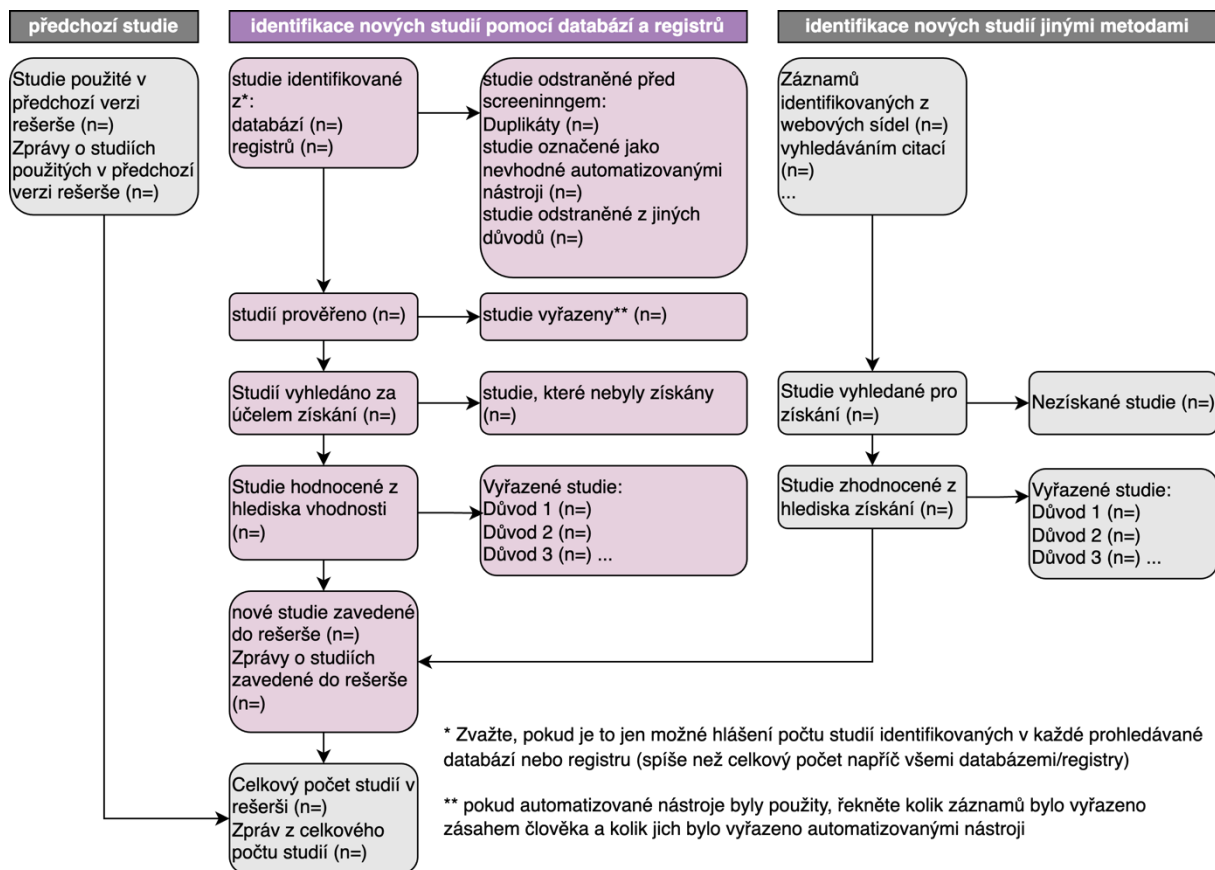 předchozí studie
identifikace nových studií pomocí databází a registrů
identifikace nových studií jinými metodami
Studie použité v
předchozí verzi
rešerše (n=)
Zprávy o studiích
použitých v předchozí
verzi rešerše (n=)
studie identifikované
z*:
databází (n=)
registrů (n=)
studie odstraněné před
screeninngem:
Duplikáty (n=)
studie označené jako
nevhodné automatizovanými
nástroji (n=)
studie odstraněné z jiných
důvodů (n=)
Záznamů
identifikovaných z
webových sídel (n=)
vyhledáváním citací
(n=)
...
studií prověřeno (n=)
studie vyřazeny** (n=)
Studií vyhledáno za
účelem získání (n=)
studie, které nebyly získány
(n=)
Studie vyhledané pro
získání (n=)
Nezískané studie (n=)
Studie hodnocené z
hlediska vhodnosti
(n=)
Vyřazené studie:
Důvod 1 (n=)
Důvod 2 (n=)
Důvod 3 (n=) ...
Studie zhodnocené z
hlediska získání (n=)
Vyřazené studie:
Důvod 1 (n=)
Důvod 2 (n=)
Důvod 3 (n=) ...
nové studie zavedené
do rešerše (n=)
Zprávy o studiích
zavedené do rešerše
(n=)
Celkový počet studií v
rešerši (n=)
Zpráv z celkového
počtu studií (n=)
* Zvažte, pokud je to jen možné hlášení počtu studií identifikovaných v každé prohledávané
databází nebo registru (spíše než celkový počet napříč všemi databázemi/registry)
** pokud automatizované nástroje byly použity, řekněte kolik záznamů bylo vyřazeno
zásahem člověka a kolik jich bylo vyřazeno automatizovanými nástroji